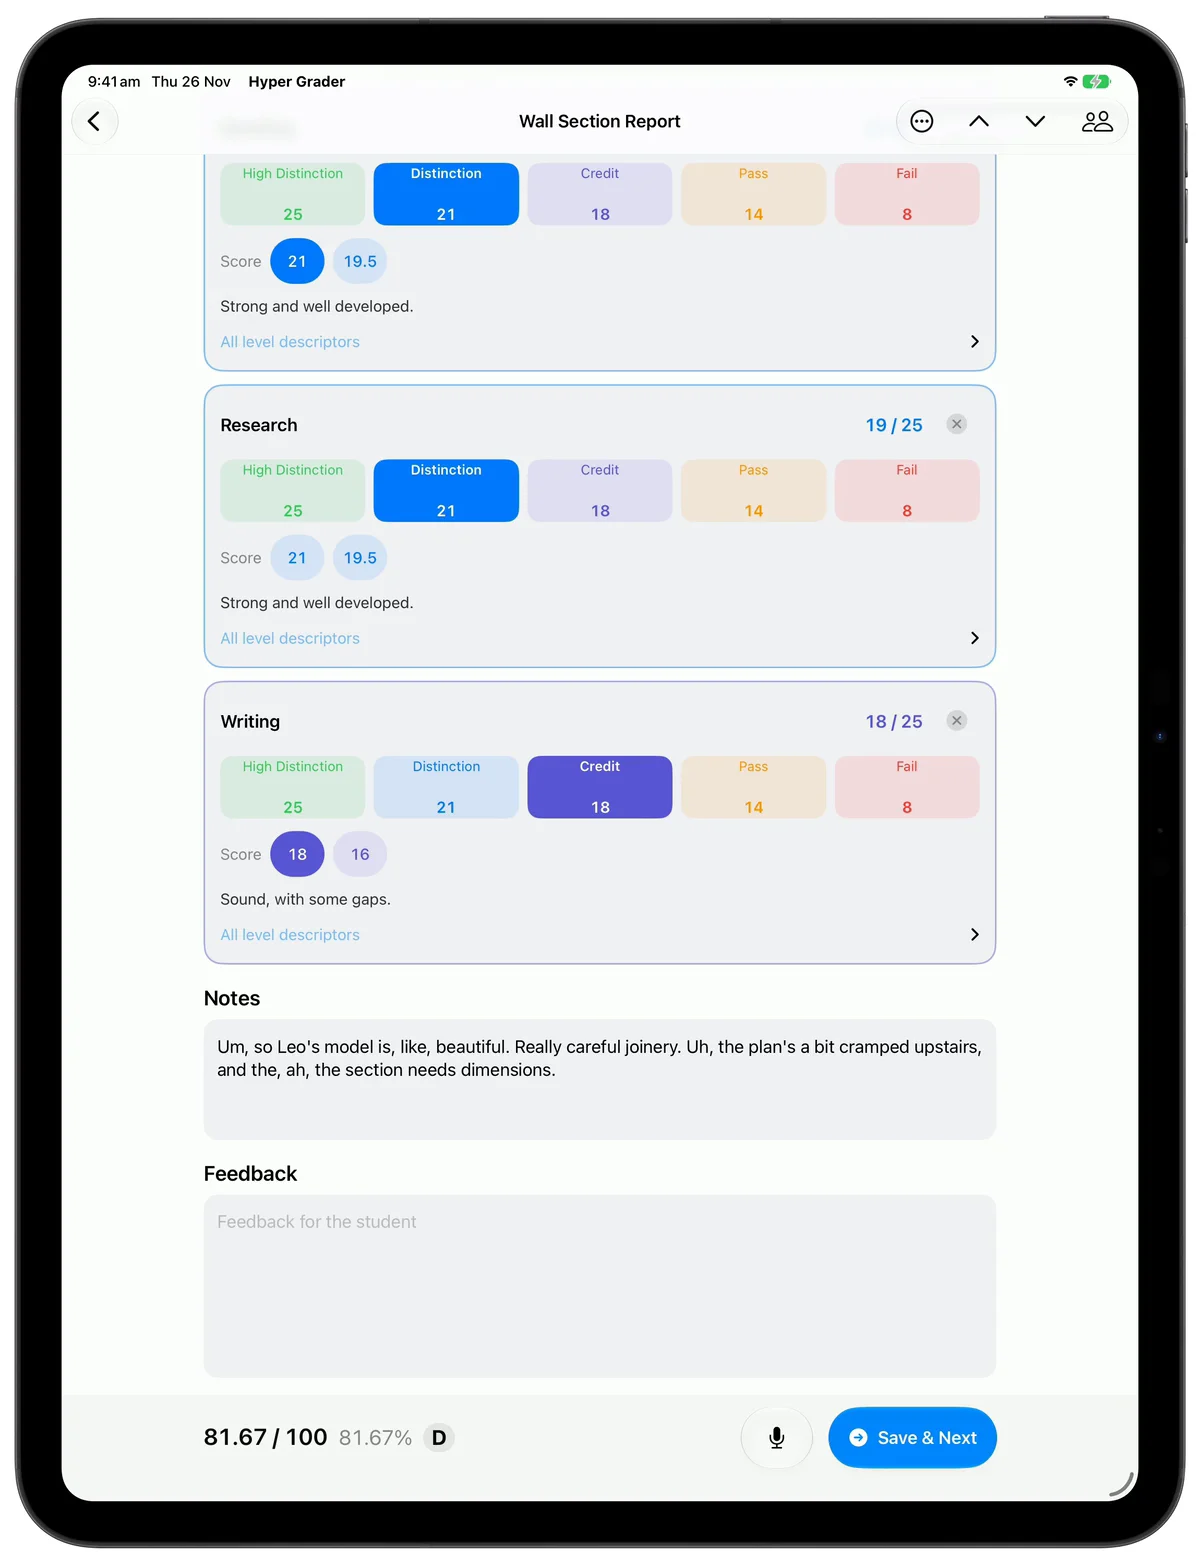 9:41 am Thu 26 Nov Hyper Grader
Wall Section Report
High Distinction Distinction Credit Pass Fail
25 21 18 14 8
Score 21 19.5
Strong and well developed.
All level descriptors
Research 19 / 25
High Distinction Distinction Credit Pass Fail
25 21 18 14 8
Score 21 19.5
Strong and well developed.
All level descriptors
Writing 18 / 25
High Distinction Distinction Credit Pass Fail
25 21 18 14 8
Score 18 16
Sound, with some gaps.
All level descriptors
Notes
Um, so Leo's model is, like, beautiful. Really careful joinery. Uh, the plan's a bit cramped upstairs,
and the, ah, the section needs dimensions.
Feedback
Feedback for the student
81.67 / 100 81.67% D Save & Next